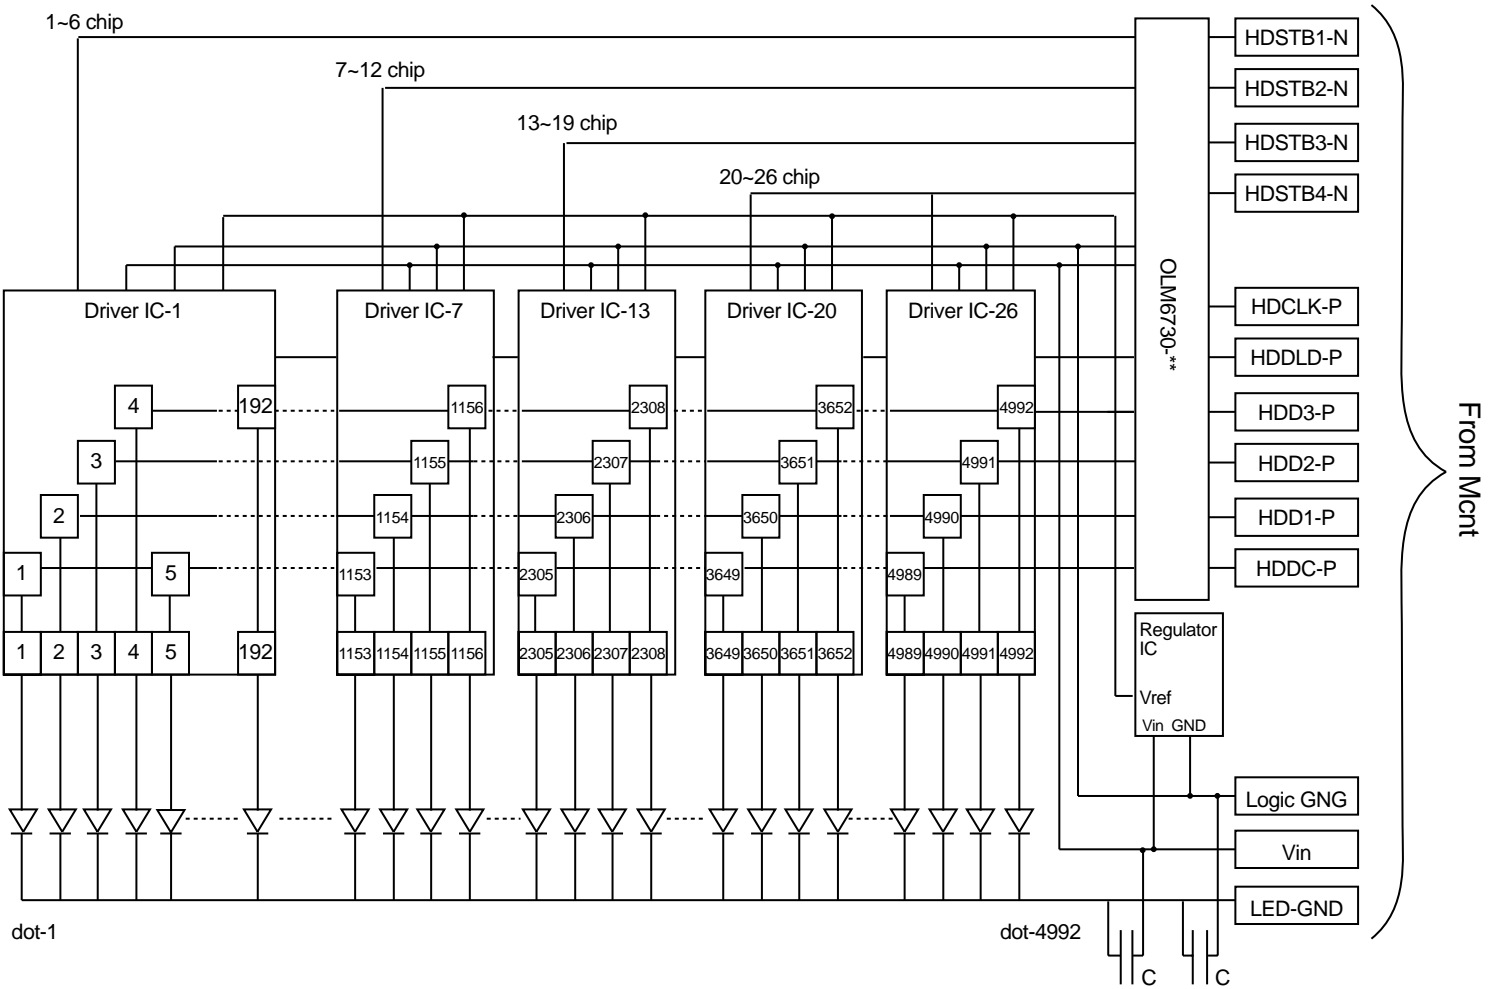 1~6 chip
HDSTB1-N
7~12 chip
HDSTB2-N
13~19 chip
HDSTB3-N
20~26 chip
HDSTB4-N
OLM6730-**
HDCLK-P
HDDLD-P
HDD3-P
HDD2-P
HDD1-P
HDDC-P
From Mcnt
Driver IC-1
Driver IC-7
Driver IC-13
Driver IC-20
Driver IC-26
4 192 1156 2308 3652 4992
3 1155 2307 3651 4991
2 1154 2306 3650 4990
1 5 1153 2305 3649 4989
1 2 3 4 5 192 1153 1154 1155 1156 2305 2306 2307 2308 3649 3650 3651 3652 4989 4990 4991 4992
Regulator
IC
Vref
Vin GND
Logic GNG
Vin
LED-GND
dot-1
dot-4992
C
C